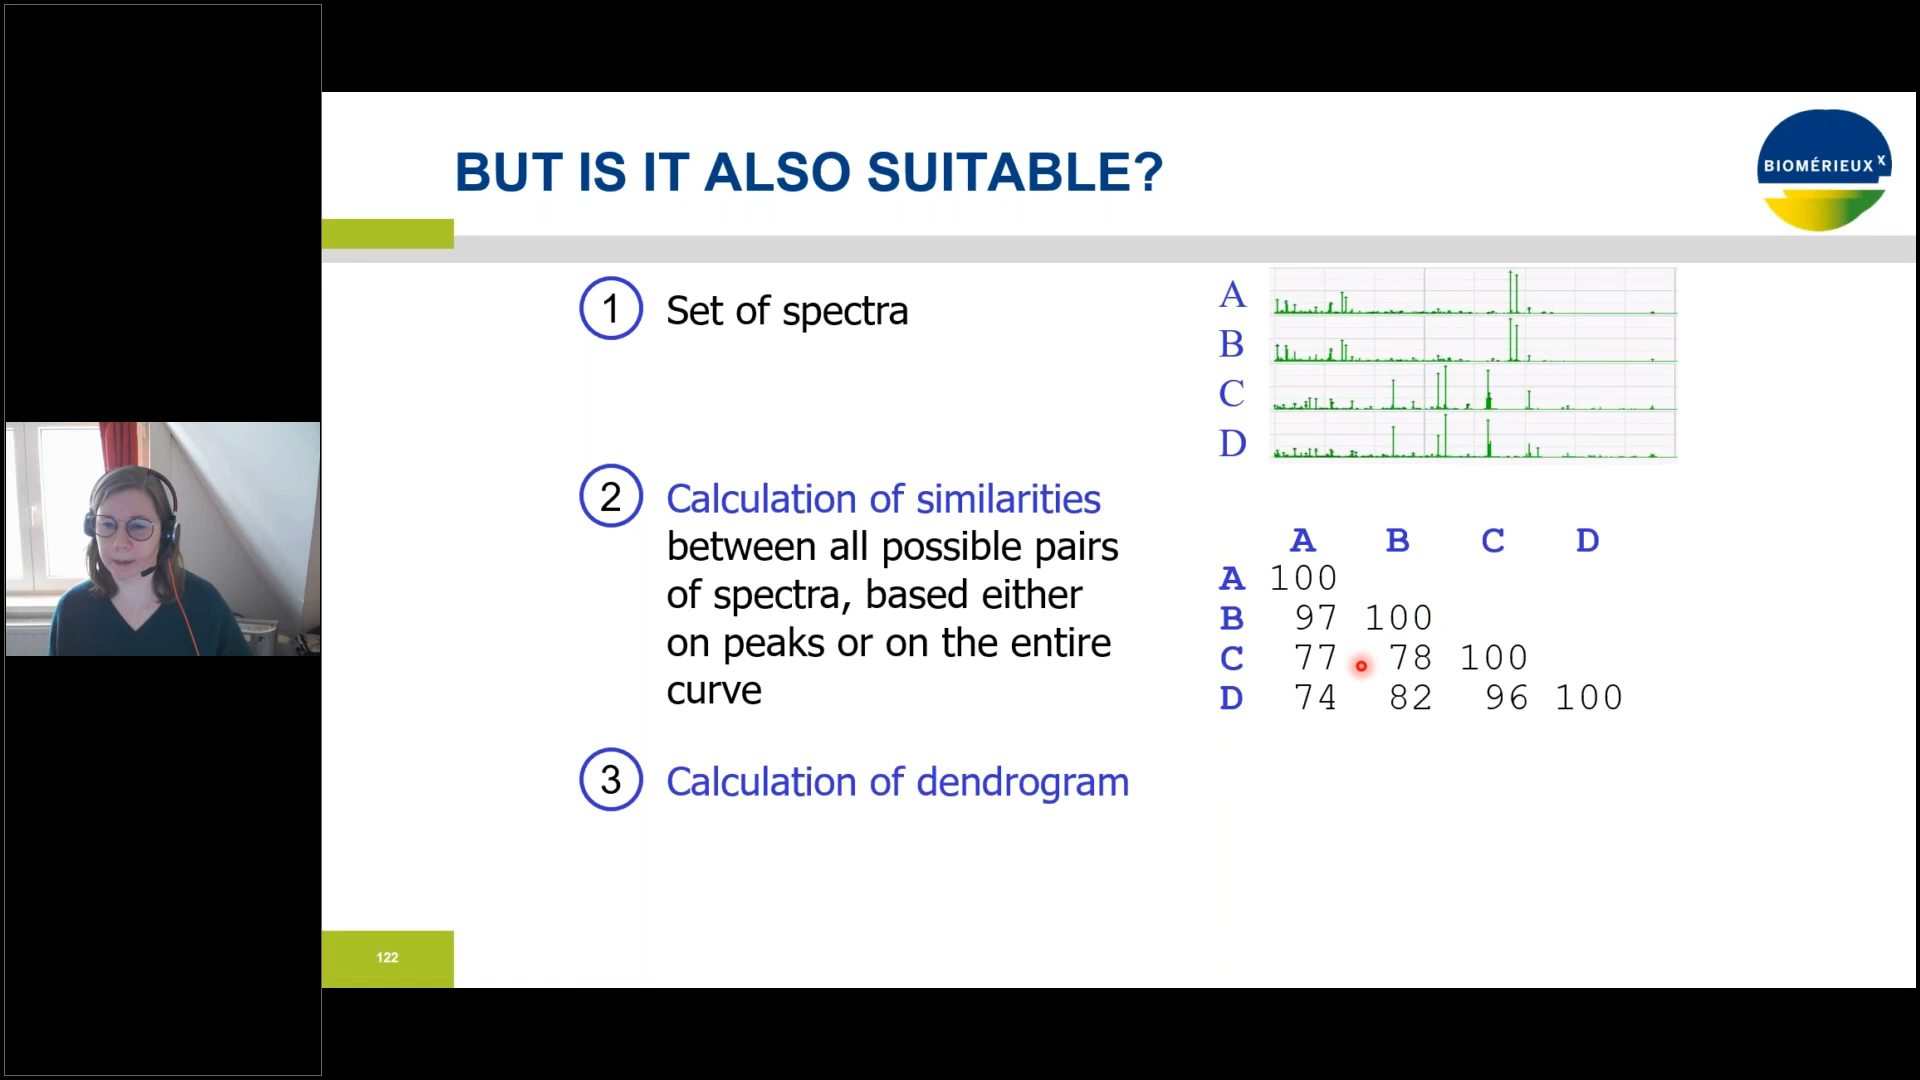 BUT IS IT ALSO SUITABLE?
BIOMÉRIEUX
1 Set of spectra
A
B
C
D
2 Calculation of similarities
between all possible pairs
of spectra, based either
on peaks or on the entire
curve
A B C D
A 100
B 97 100
C 77 78 100
D 74 82 96 100
3 Calculation of dendrogram
122